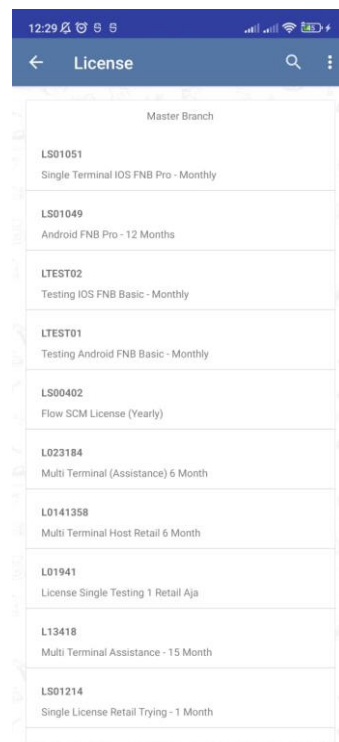 12:29
License
Master Branch
LS01051
Single Terminal IOS FNB Pro - Monthly
LS01049
Android FNB Pro - 12 Months
LTEST02
Testing IOS FNB Basic - Monthly
LTEST01
Testing Android FNB Basic - Monthly
LS00402
Flow SCM License (Yearly)
L023184
Multi Terminal (Assistance) 6 Month
L0141358
Multi Terminal Host Retail 6 Month
L01941
License Single Testing 1 Retail Aja
L13418
Multi Terminal Assistance - 15 Month
LS01214
Single License Retail Trying - 1 Month